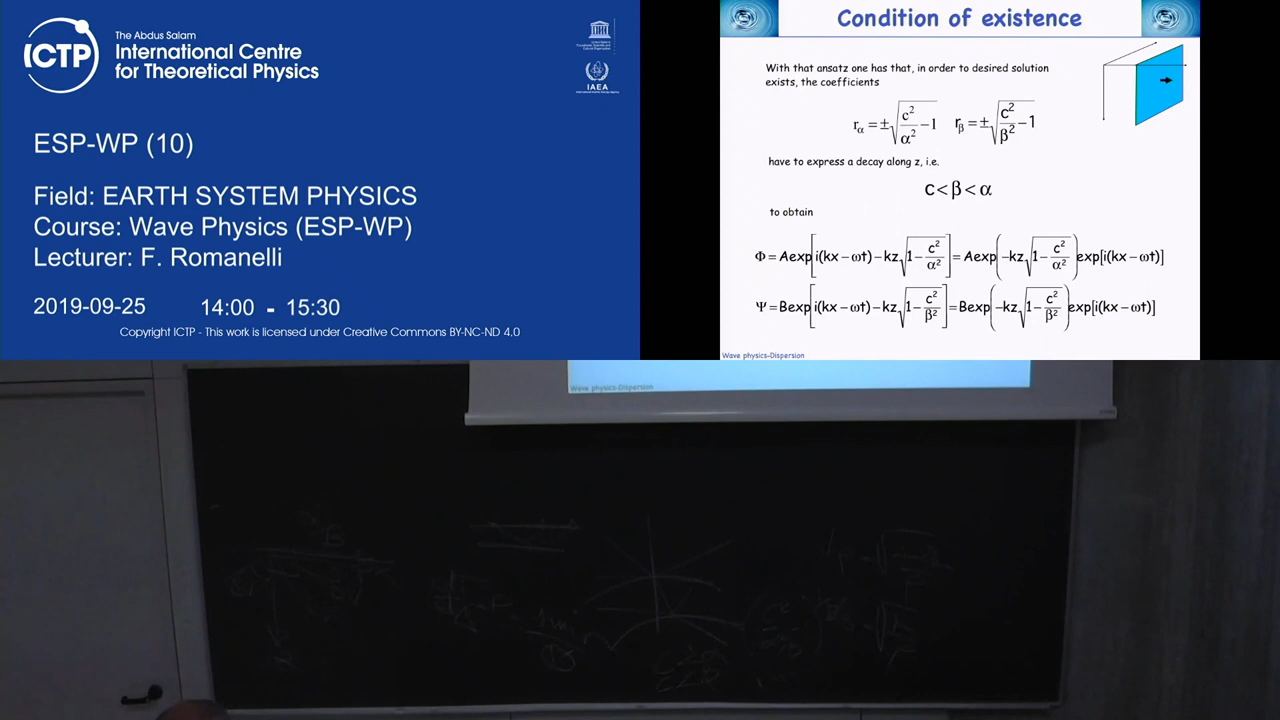 ICTP
The Abdus Salam
International Centre
for Theoretical Physics
IAEA
ESP-WP (10)
Field: EARTH SYSTEM PHYSICS
Course: Wave Physics (ESP-WP)
Lecturer: F. Romanelli
2019-09-25 14:00 - 15:30
Copyright ICTP - This work is licensed under Creative Commons BY-NC-ND 4.0
Condition of existence
With that ansatz one has that, in order to desired solution
exists, the coefficients
rα = ±√(c²/α² − 1) rβ = ±√(c²/β² − 1)
have to express a decay along z, i.e.
c < β < α
to obtain
Φ = Aexp[i(kx − ωt) − kz√(1 − c²/α²)] = Aexp(−kz√(1 − c²/α²))exp[i(kx − ωt)]
Ψ = Bexp[i(kx − ωt) − kz√(1 − c²/β²)] = Bexp(−kz√(1 − c²/β²))exp[i(kx − ωt)]
Wave physics-Dispersion
Wave physics-Dispersion